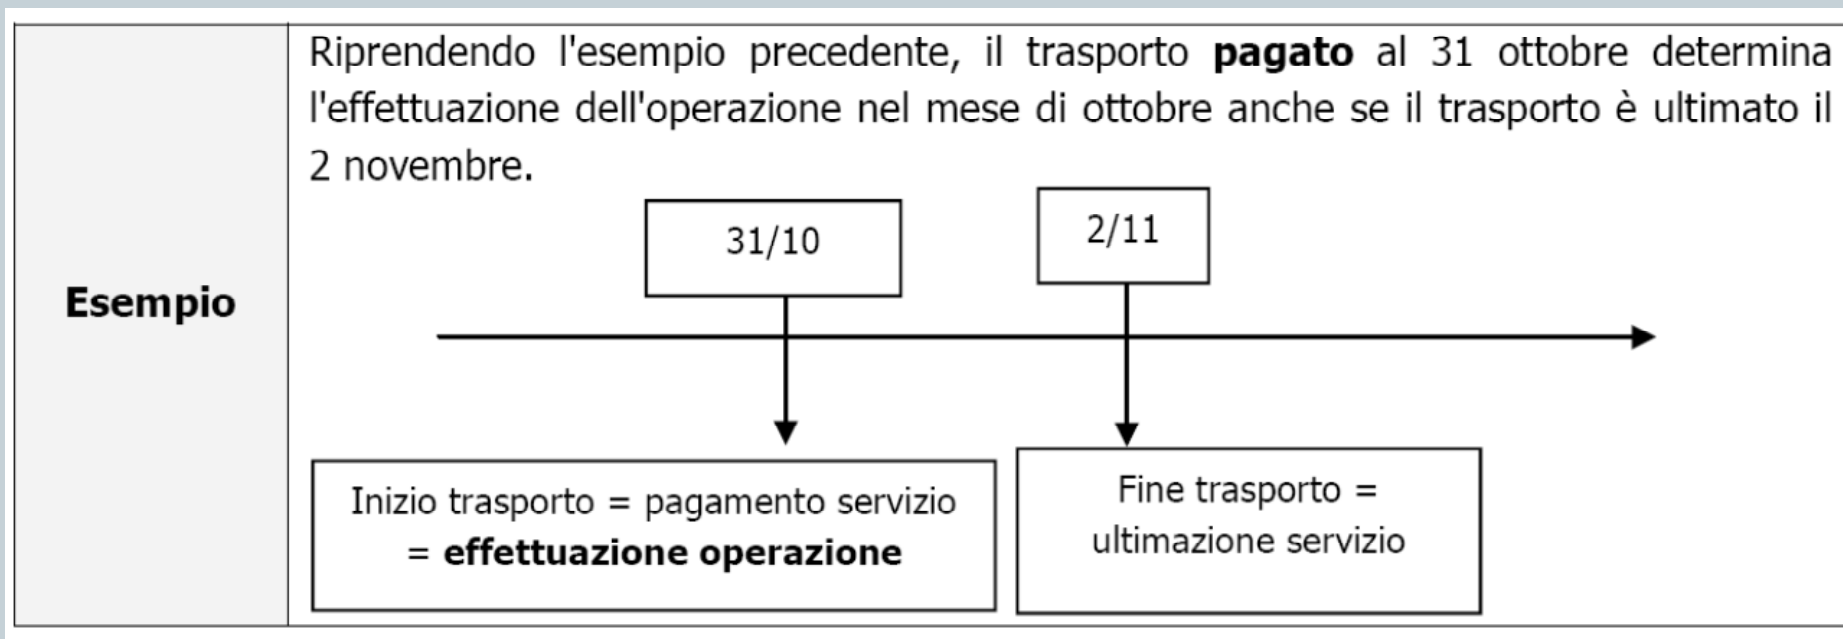 Riprendendo l'esempio precedente, il trasporto pagato al 31 ottobre determina
l'effettuazione dell'operazione nel mese di ottobre anche se il trasporto è ultimato il
2 novembre.
31/10
2/11
Esempio
Inizio trasporto = pagamento servizio
= effettuazione operazione
Fine trasporto =
ultimazione servizio